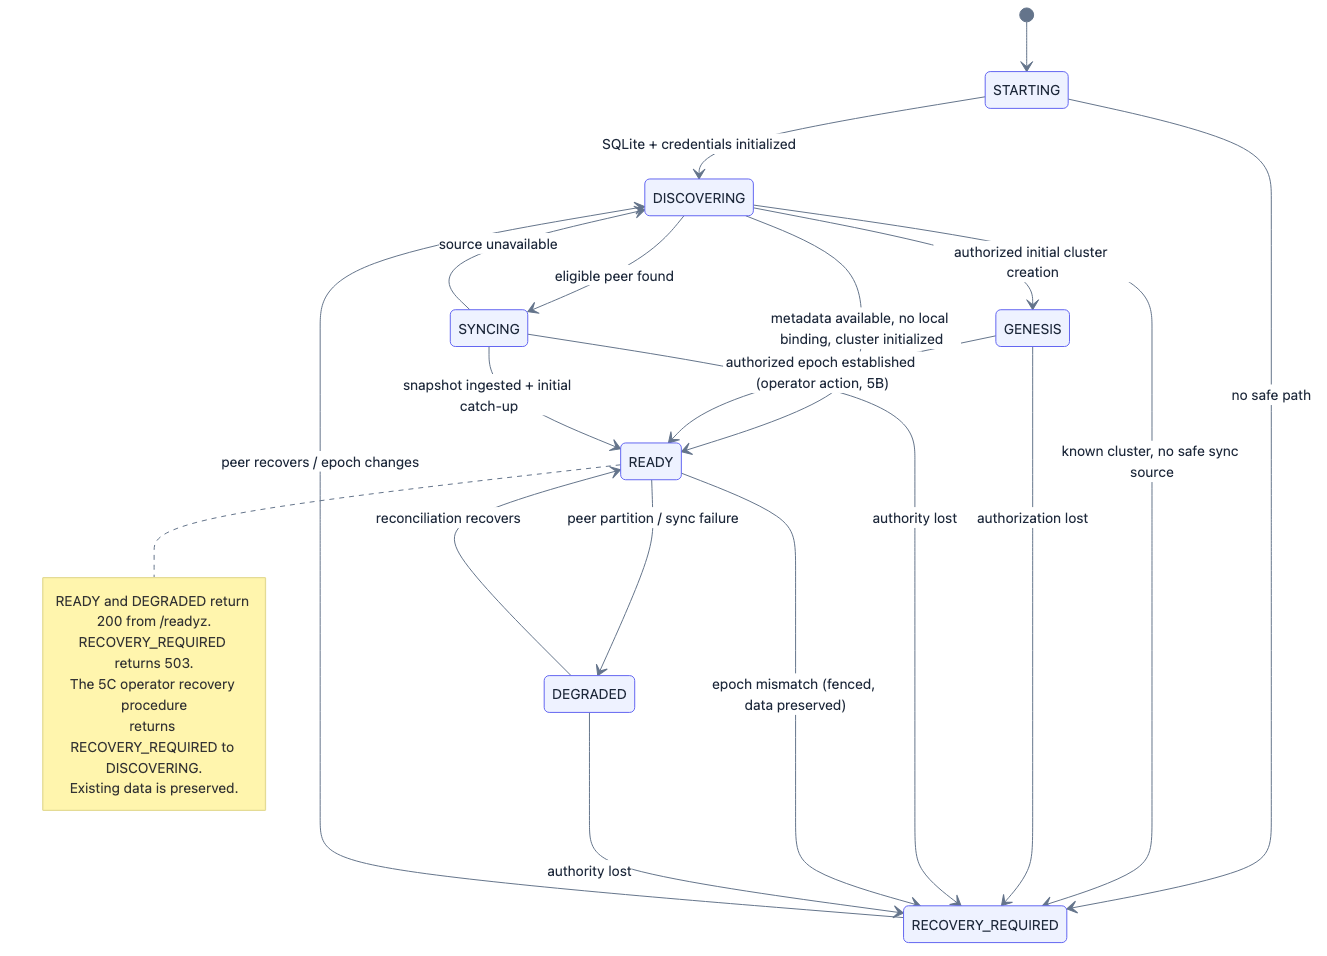 STARTING
SQLite + credentials initialized
DISCOVERING
source unavailable
authorized initial cluster
creation
eligible peer found
metadata available, no local
binding, cluster initialized
SYNCING
GENESIS
authorized epoch established
(operator action, 5B)
snapshot ingested + initial
catch-up
no safe path
READY
peer recovers / epoch changes
known cluster, no safe sync
source
reconciliation recovers
peer partition / sync failure
authority lost
authorization lost
READY and DEGRADED return
200 from /readyz.
RECOVERY_REQUIRED
returns 503.
The 5C operator recovery
procedure
returns
RECOVERY_REQUIRED to
DISCOVERING.
Existing data is preserved.
DEGRADED
epoch mismatch (fenced,
data preserved)
authority lost
RECOVERY_REQUIRED